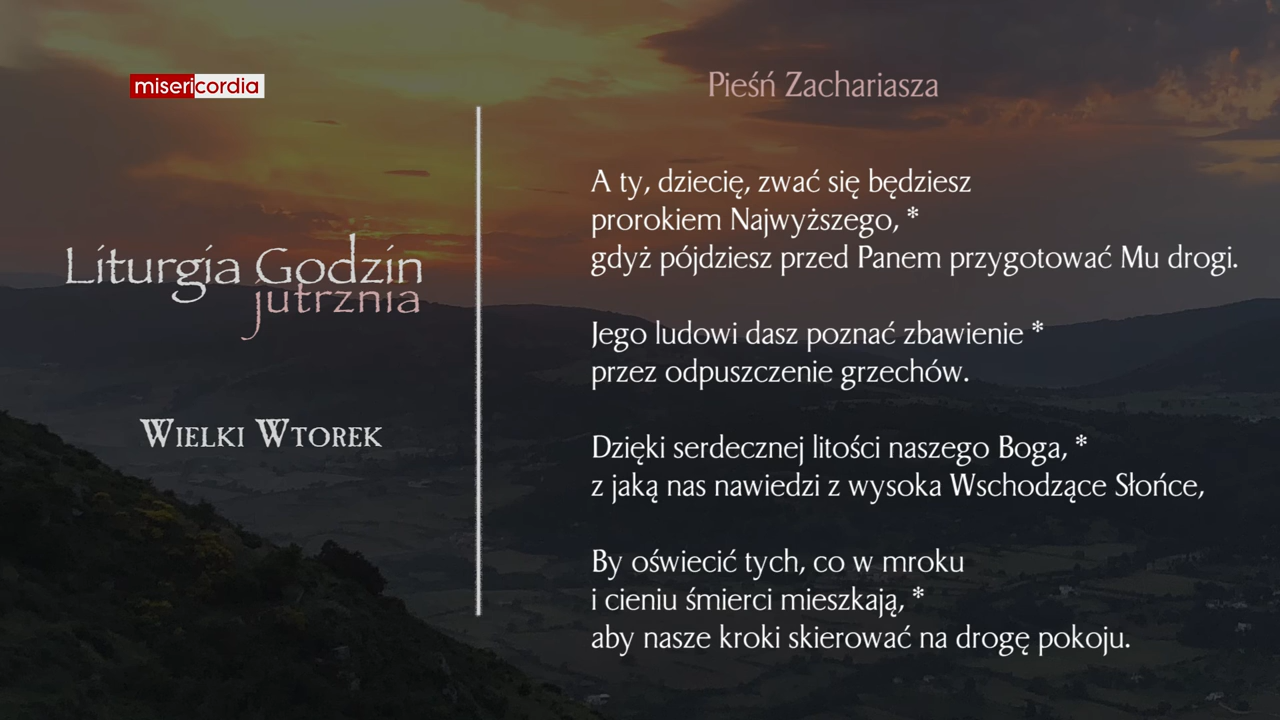 misericordia
Liturgia Godzin
jutrznia
Wielki Wtorek
Pieśń Zachariasza
A ty, dziecię, zwać się będziesz
prorokiem Najwyższego, *
gdyż pójdziesz przed Panem przygotować Mu drogi.
Jego ludowi dasz poznać zbawienie *
przez odpuszczenie grzechów.
Dzięki serdecznej litości naszego Boga, *
z jaką nas nawiedzi z wysoka Wschodzące Słońce,
By oświecić tych, co w mroku
i cieniu śmierci mieszkają, *
aby nasze kroki skierować na drogę pokoju.